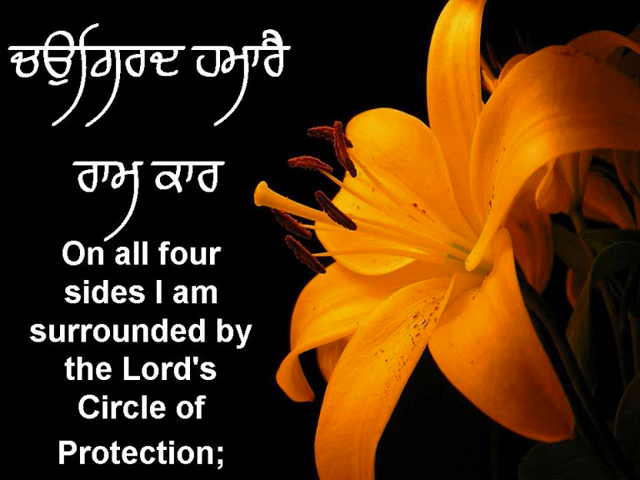 ਚਉਗਿਰਦ ਹਮਾਰੈ
ਰਾਮ ਕਾਰ
On all four
sides I am
surrounded by
the Lord's
Circle of
Protection;